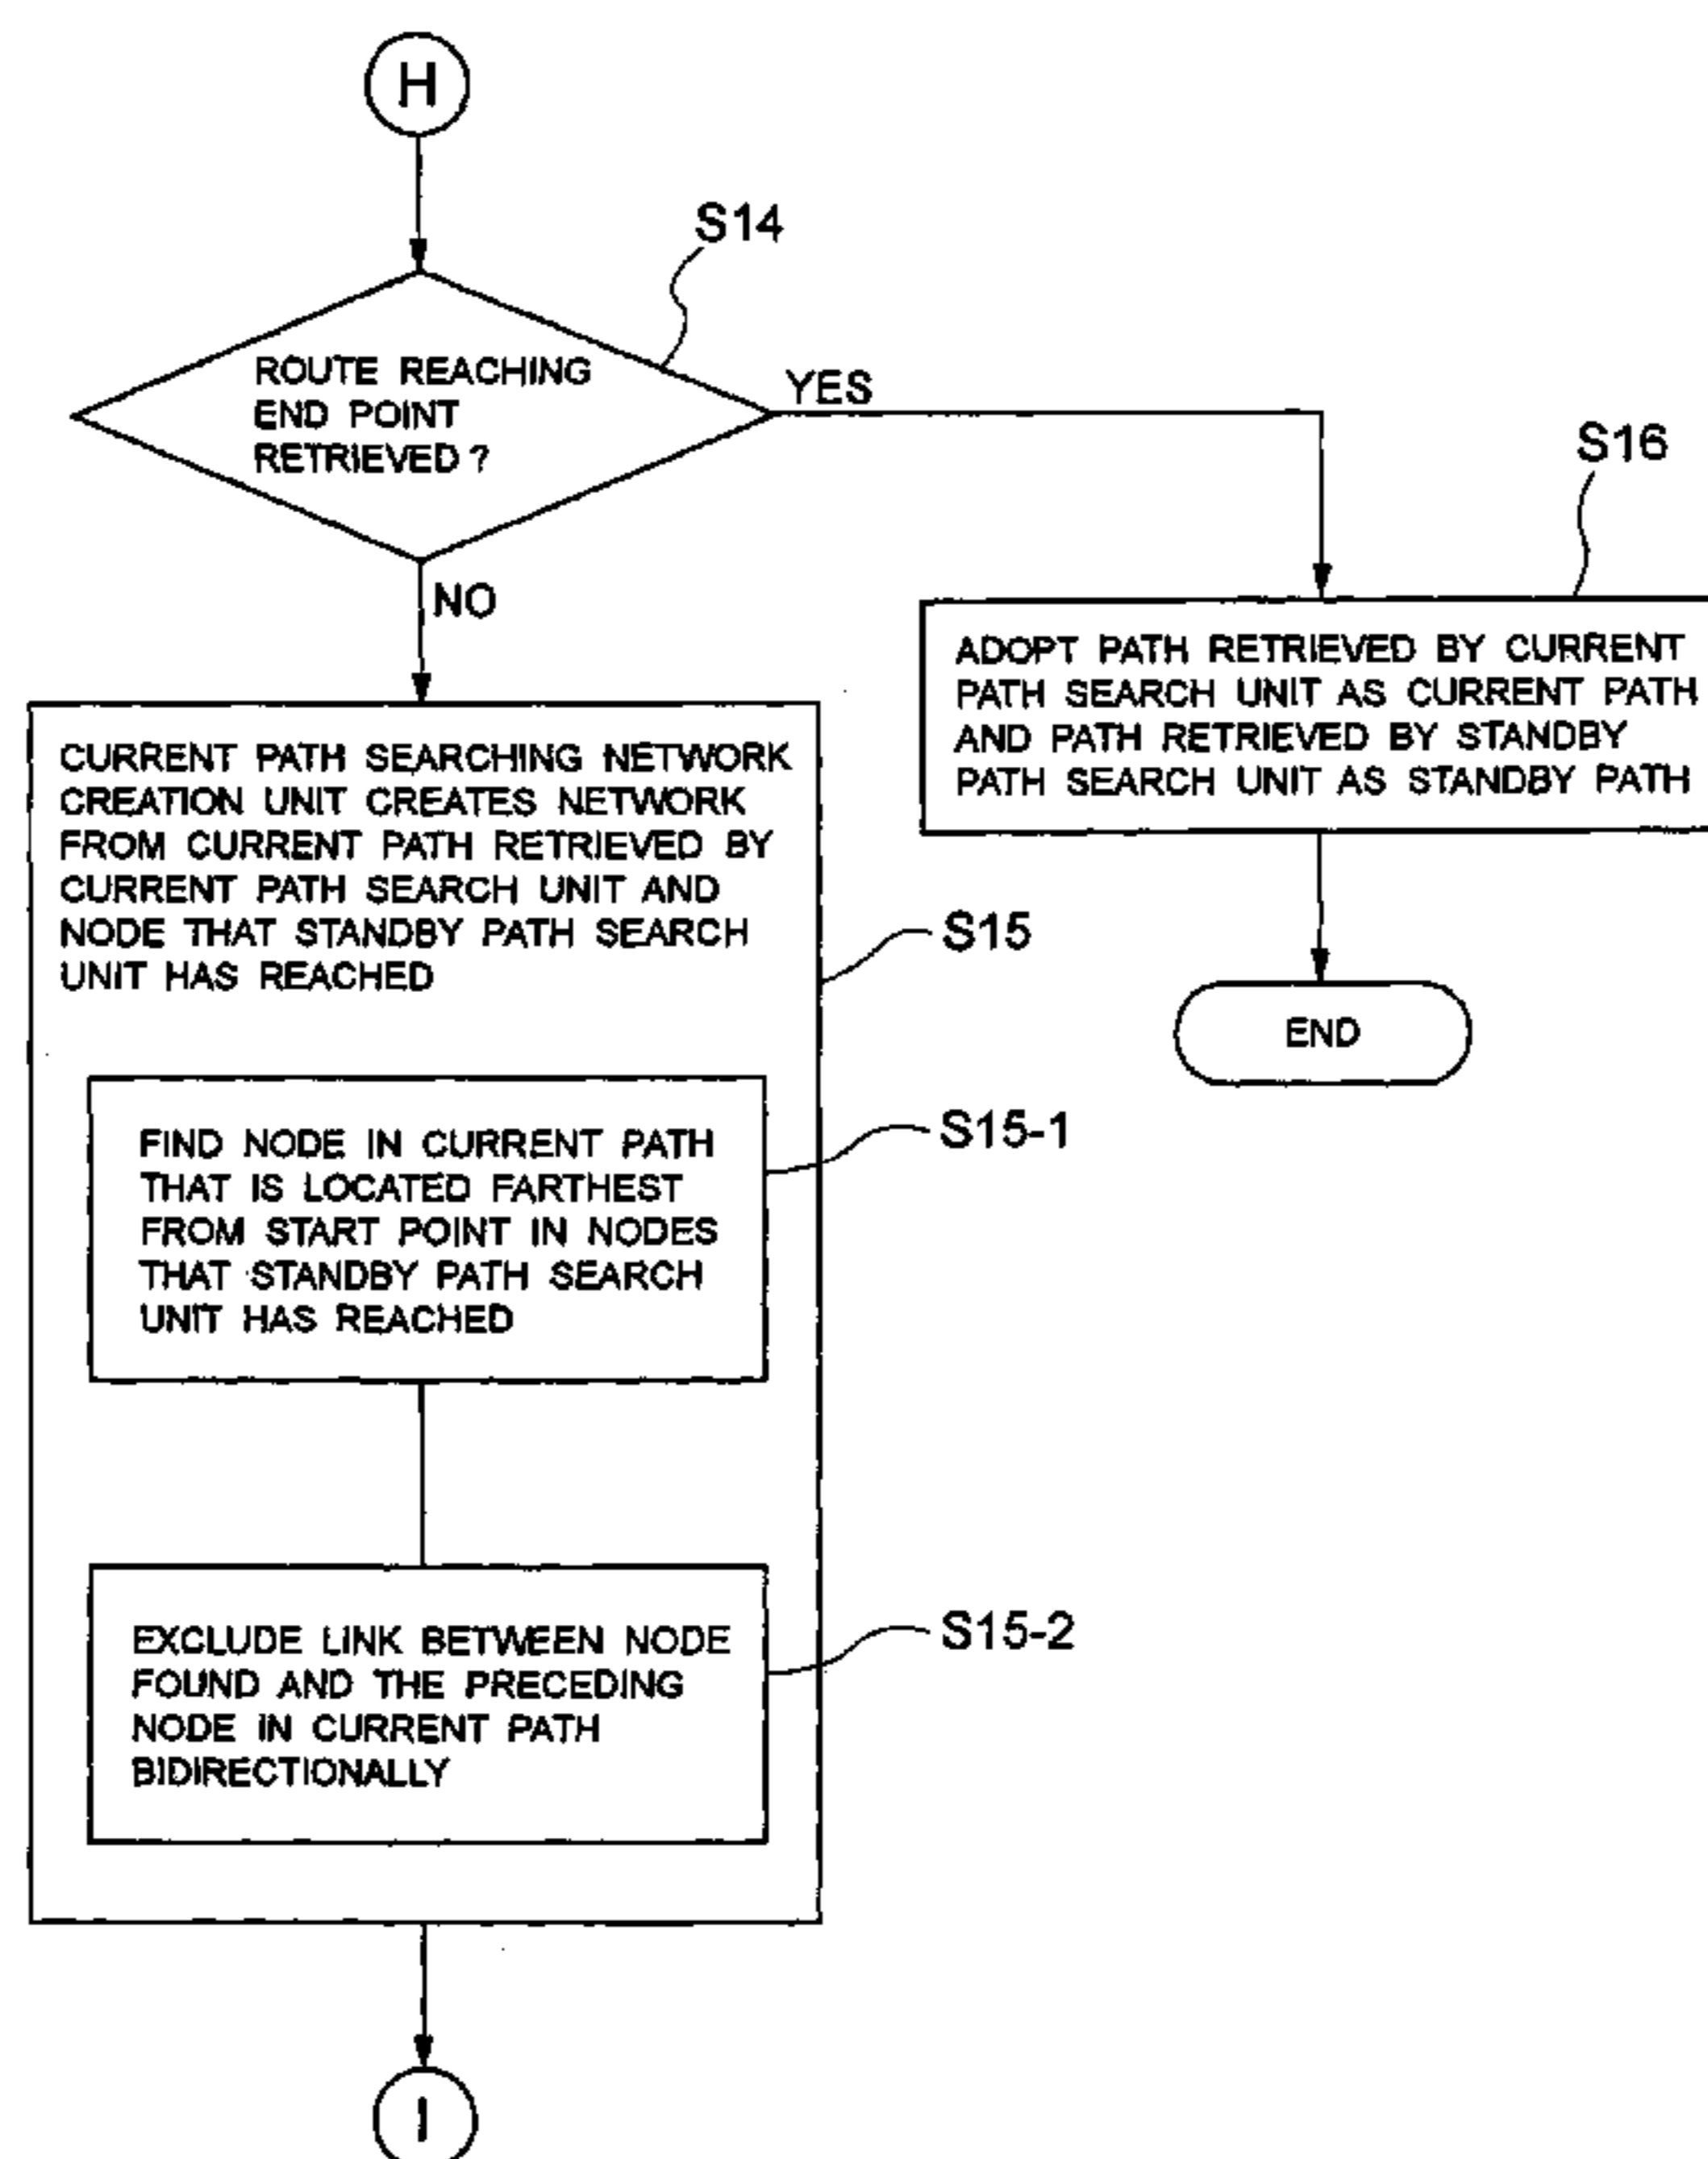 H
S14
ROUTE REACHING
END POINT
RETRIEVED ?
YES
NO
S16
ADOPT PATH RETRIEVED BY CURRENT
PATH SEARCH UNIT AS CURRENT PATH
AND PATH RETRIEVED BY STANDBY
PATH SEARCH UNIT AS STANDBY PATH
END
CURRENT PATH SEARCHING NETWORK
CREATION UNIT CREATES NETWORK
FROM CURRENT PATH RETRIEVED BY
CURRENT PATH SEARCH UNIT AND
NODE THAT STANDBY PATH SEARCH
UNIT HAS REACHED
S15
FIND NODE IN CURRENT PATH
THAT IS LOCATED FARTHEST
FROM START POINT IN NODES
THAT STANDBY PATH SEARCH
UNIT HAS REACHED
S15-1
EXCLUDE LINK BETWEEN NODE
FOUND AND THE PRECEDING
NODE IN CURRENT PATH
BIDIRECTIONALLY
S15-2
I